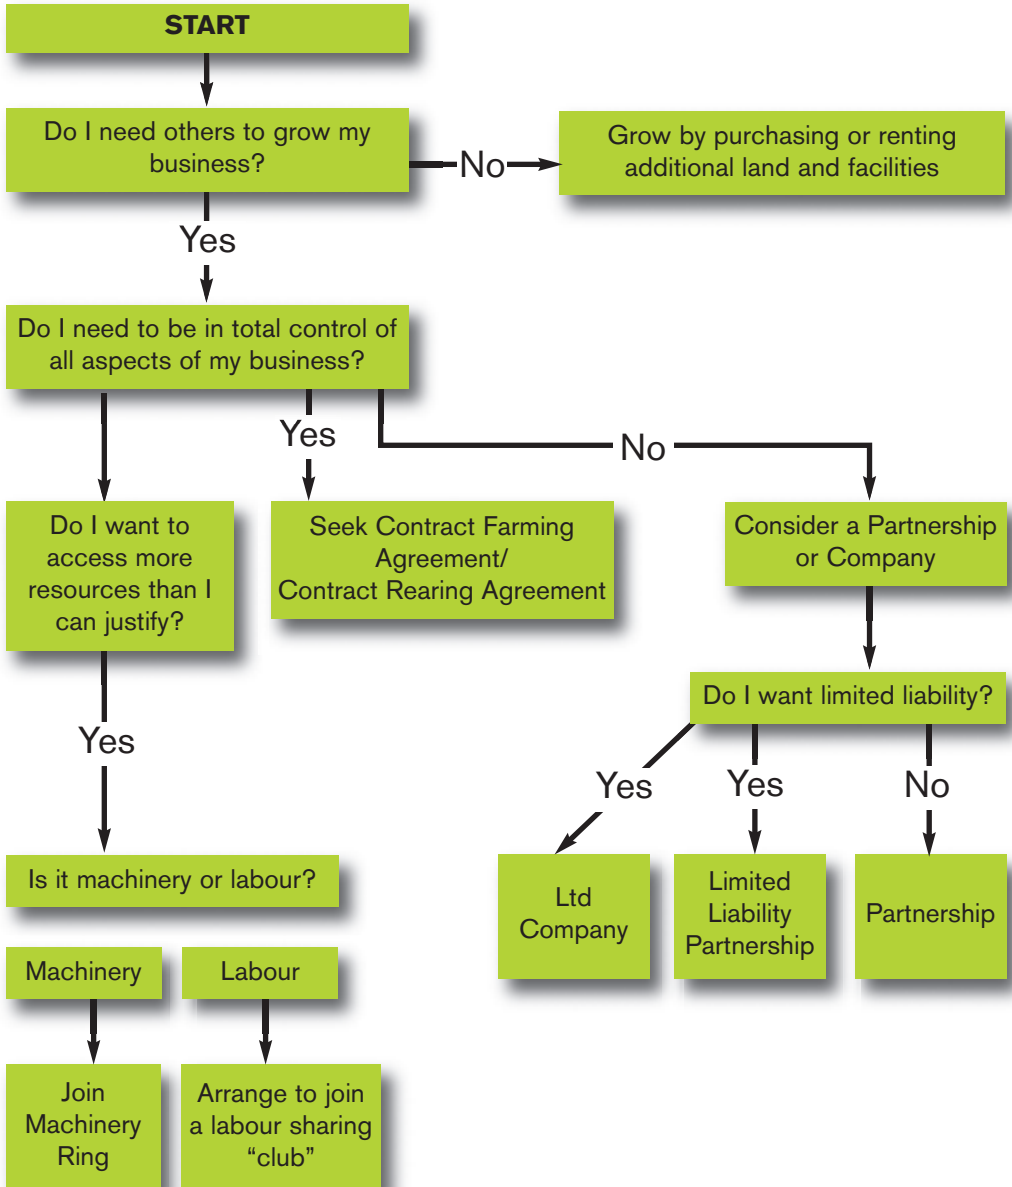 START
Do I need others to grow my
business?
No
Grow by purchasing or renting
additional land and facilities
Yes
Do I need to be in total control of
all aspects of my business?
Yes
No
Do I want to
access more
resources than I
can justify?
Seek Contract Farming
Agreement/
Contract Rearing Agreement
Consider a Partnership
or Company
Do I want limited liability?
Yes
Yes
Yes
No
Is it machinery or labour?
Ltd
Company
Limited
Liability
Partnership
Partnership
Machinery
Labour
Join
Machinery
Ring
Arrange to join
a labour sharing
“club”